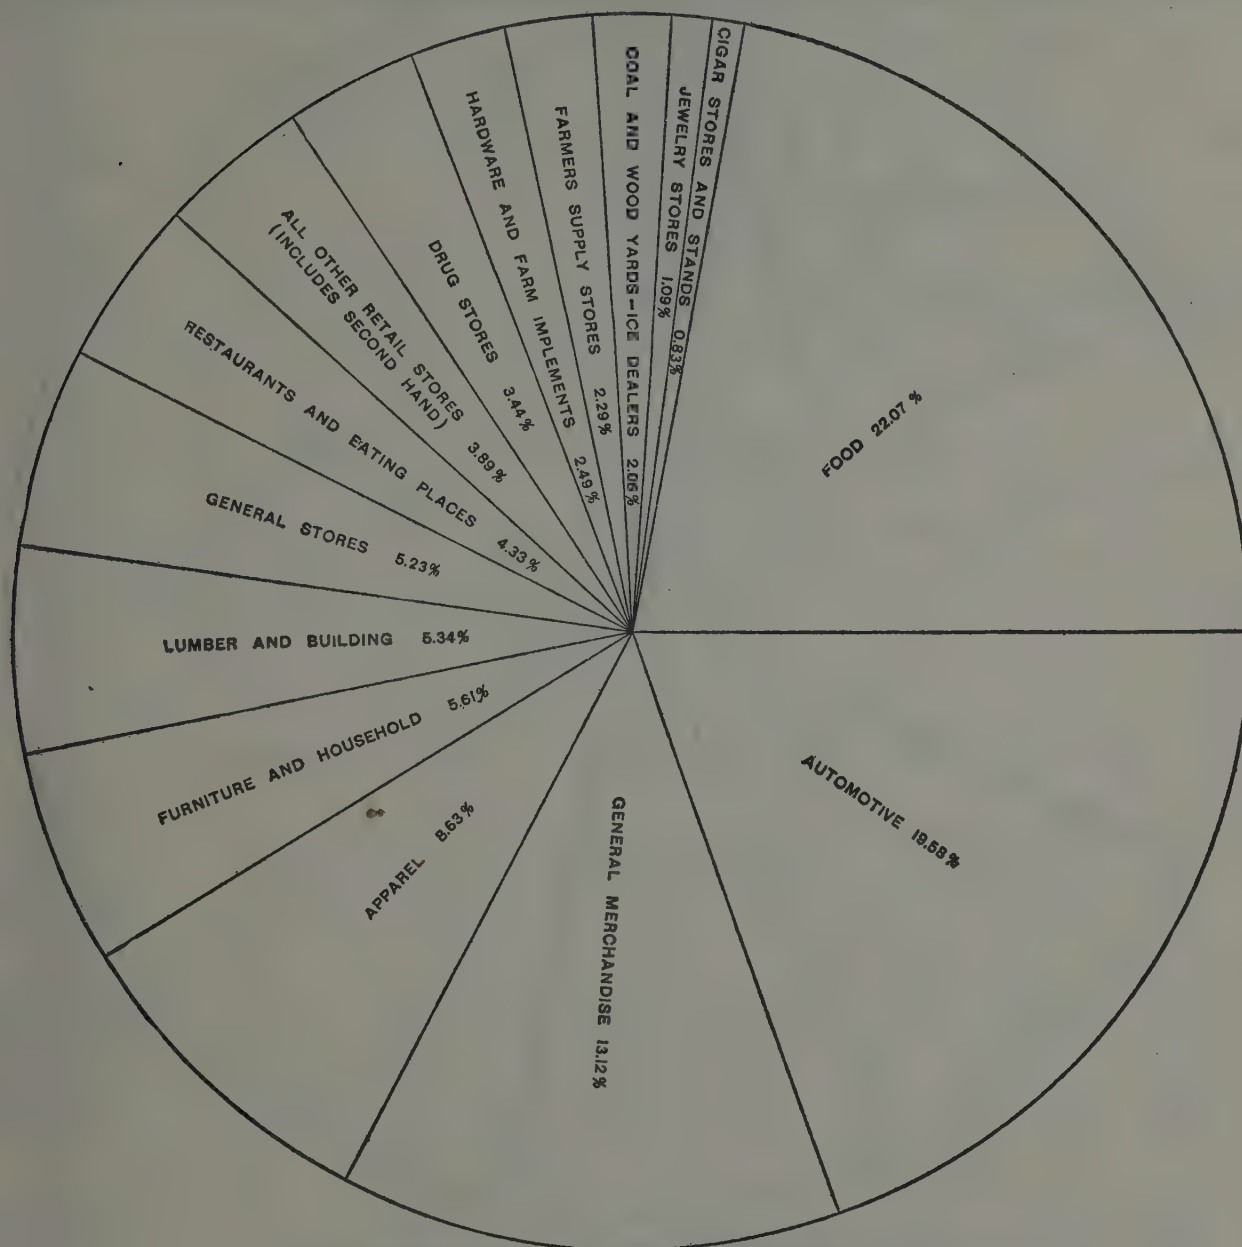 FOOD 22.07%
AUTOMOTIVE 19.58%
GENERAL MERCHANDISE 13.12%
APPAREL 8.63%
FURNITURE AND HOUSEHOLD 5.61%
LUMBER AND BUILDING 5.34%
GENERAL STORES 5.23%
RESTAURANTS AND EATING PLACES 4.33%
ALL OTHER RETAIL STORES
(INCLUDES SECOND HAND) 3.89%
DRUG STORES 3.44%
HARDWARE AND FARM IMPLEMENTS 2.49%
FARMERS SUPPLY STORES 2.29%
COAL AND WOOD YARDS-ICE DEALERS 2.06%
JEWELRY STORES 1.09%
CIGAR STORES AND STANDS 0.83%